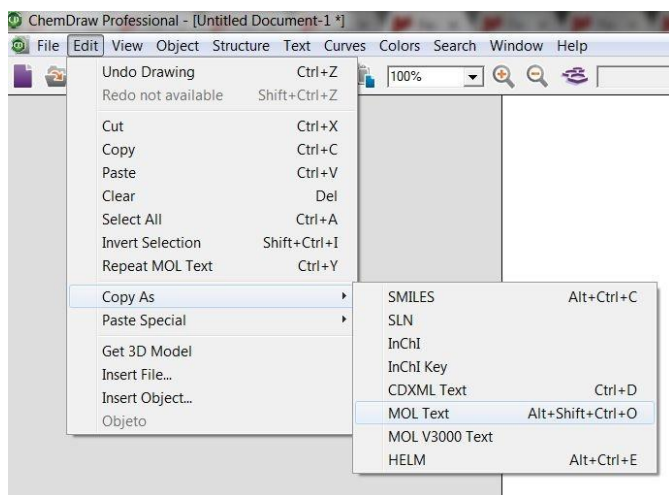 ChemDraw Professional - [Untitled Document-1 *]
File Edit View Object Structure Text Curves Colors Search Window Help
100%
Undo Drawing Ctrl+Z
Redo not available Shift+Ctrl+Z
Cut Ctrl+X
Copy Ctrl+C
Paste Ctrl+V
Clear Del
Select All Ctrl+A
Invert Selection Shift+Ctrl+I
Repeat MOL Text Ctrl+Y
Copy As
Paste Special
Get 3D Model
Insert File...
Insert Object...
Objeto
SMILES Alt+Ctrl+C
SLN
InChI
InChI Key
CDXML Text Ctrl+D
MOL Text Alt+Shift+Ctrl+O
MOL V3000 Text
HELM Alt+Ctrl+E